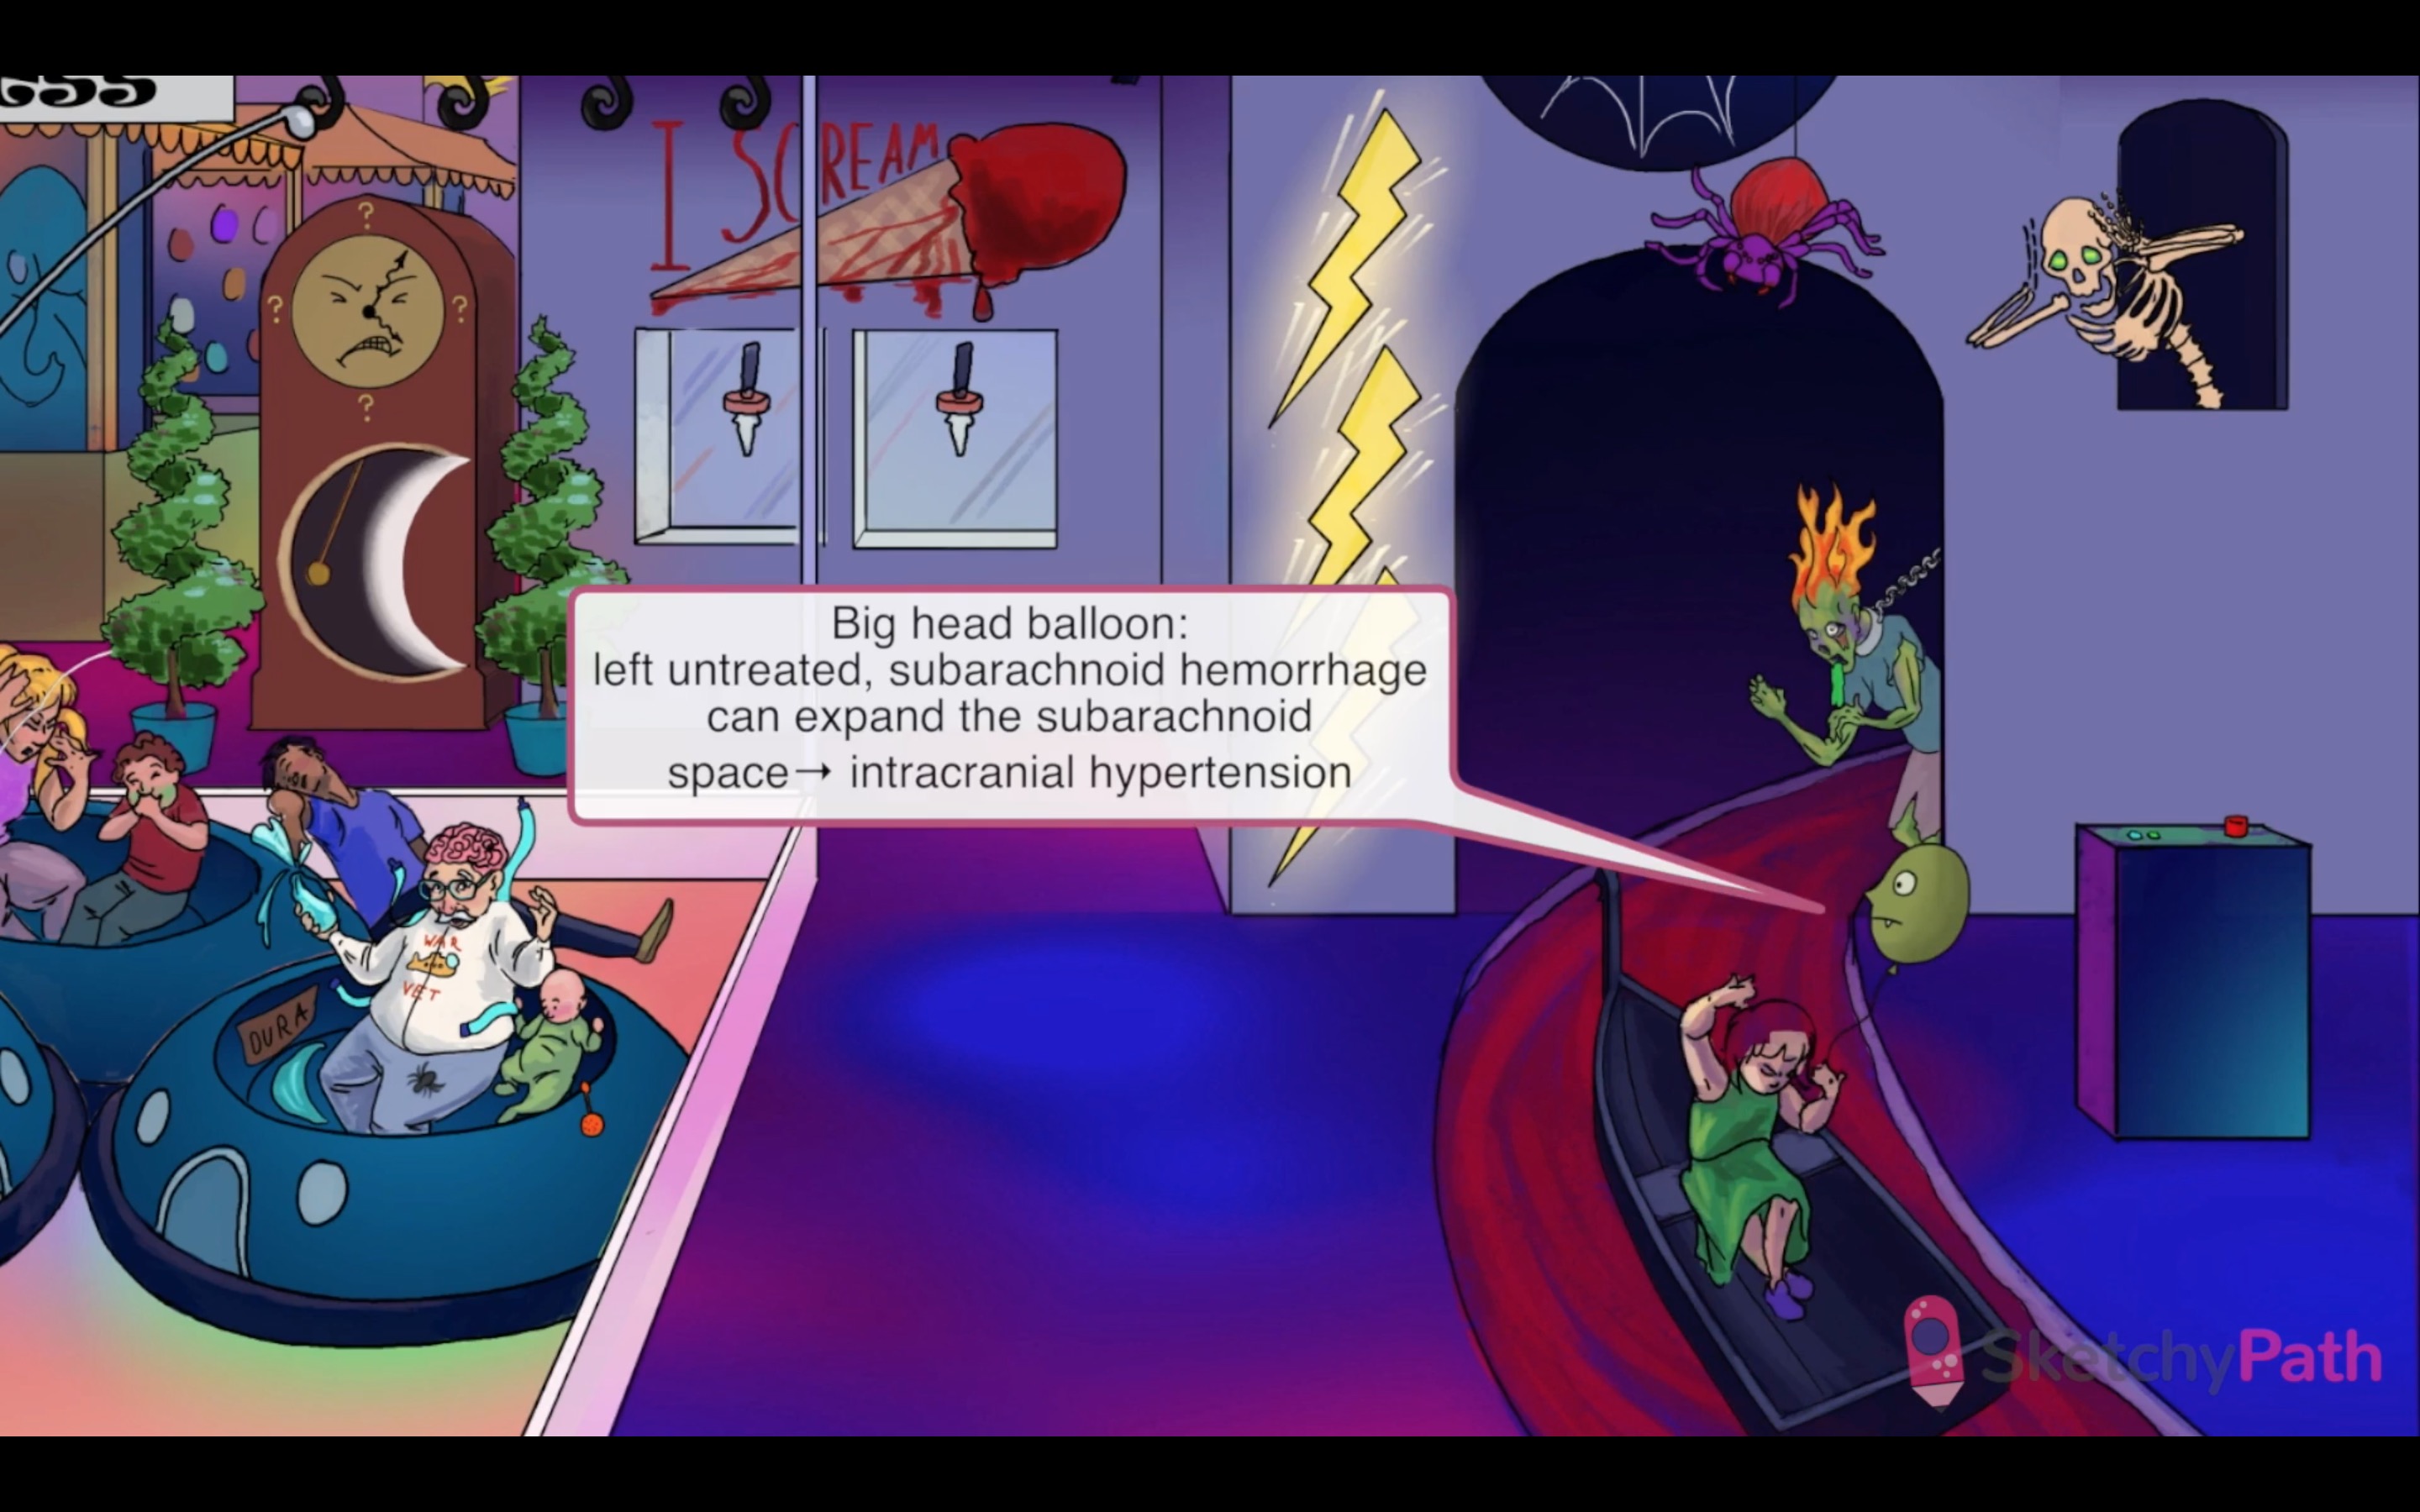 I SCREAM
?
? ?
?
Big head balloon:
left untreated, subarachnoid hemorrhage
can expand the subarachnoid
space→ intracranial hypertension
WAR
VET
DURA
SketchyPath